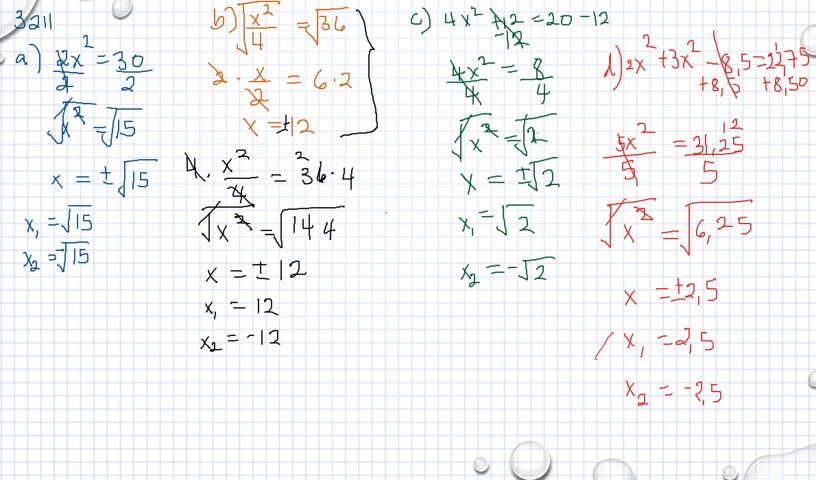 3211
a) 2x² = 30
2 2
√x² = √15
x = ±√15
x₁ = √15
x₂ = -√15
b) √x²/4 = √36
2 · x/2 = 6·2
x = ±12
4 · x²/4 = ²36·4
√x² = √144
x = ±12
x₁ = 12
x₂ = -12
c) 4x² + 12 = 20 - 12
-12
4x² = 8
4 4
√x² = √2
x = ±√2
x₁ = √2
x₂ = -√2
d) 2x² + 3x² - 8,5 = 22,75
+8,5 +8,50
5x² = 31,25
5 5
√x² = √6,25
x = ±2,5
x₁ = 2,5
x₂ = -2,5